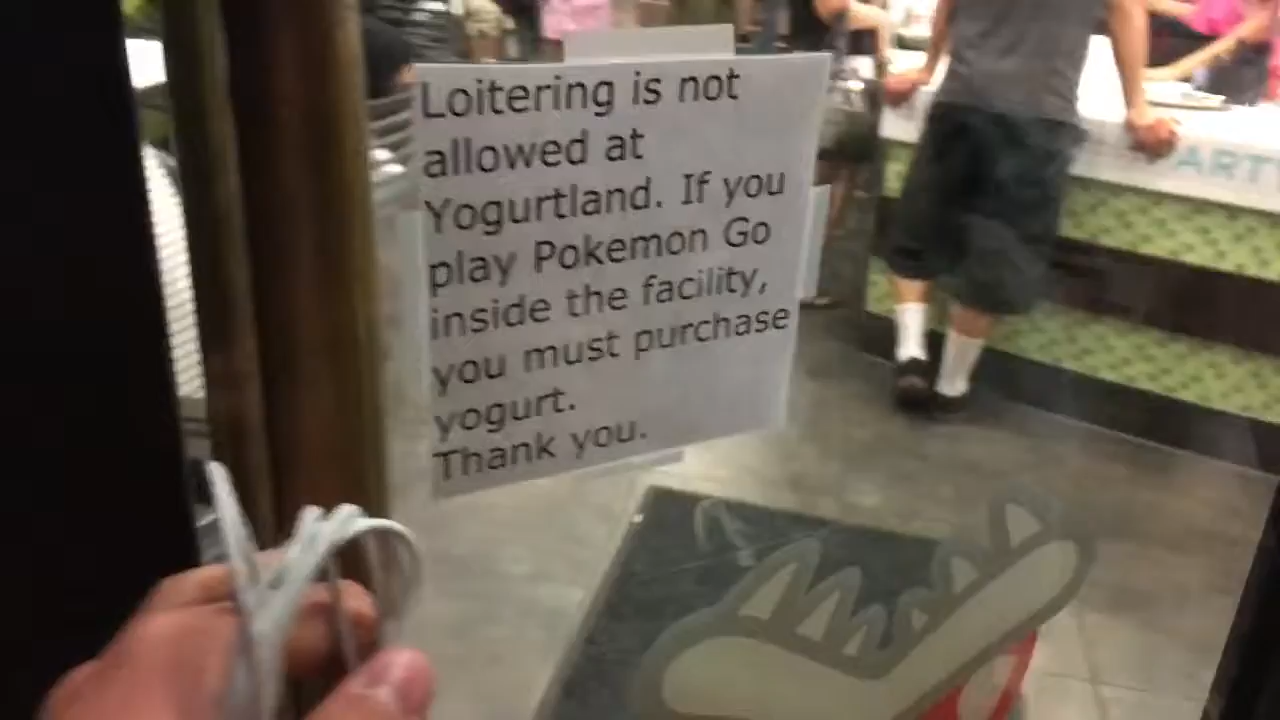 Loitering is not
allowed at
Yogurtland. If you
play Pokemon Go
inside the facility,
you must purchase
yogurt.
Thank you.
PARTY